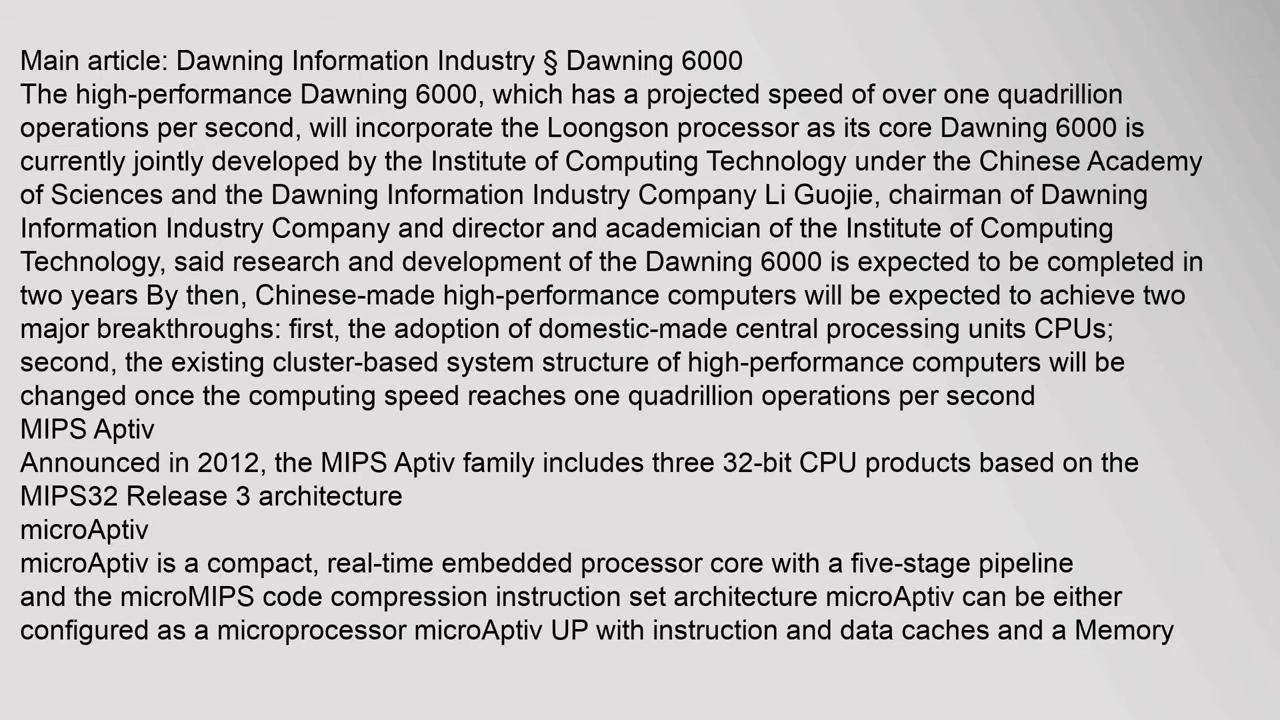 Main article: Dawning Information Industry § Dawning 6000
The high-performance Dawning 6000, which has a projected speed of over one quadrillion
operations per second, will incorporate the Loongson processor as its core Dawning 6000 is
currently jointly developed by the Institute of Computing Technology under the Chinese Academy
of Sciences and the Dawning Information Industry Company Li Guojie, chairman of Dawning
Information Industry Company and director and academician of the Institute of Computing
Technology, said research and development of the Dawning 6000 is expected to be completed in
two years By then, Chinese-made high-performance computers will be expected to achieve two
major breakthroughs: first, the adoption of domestic-made central processing units CPUs;
second, the existing cluster-based system structure of high-performance computers will be
changed once the computing speed reaches one quadrillion operations per second
MIPS Aptiv
Announced in 2012, the MIPS Aptiv family includes three 32-bit CPU products based on the
MIPS32 Release 3 architecture
microAptiv
microAptiv is a compact, real-time embedded processor core with a five-stage pipeline
and the microMIPS code compression instruction set architecture microAptiv can be either
configured as a microprocessor microAptiv UP with instruction and data caches and a Memory